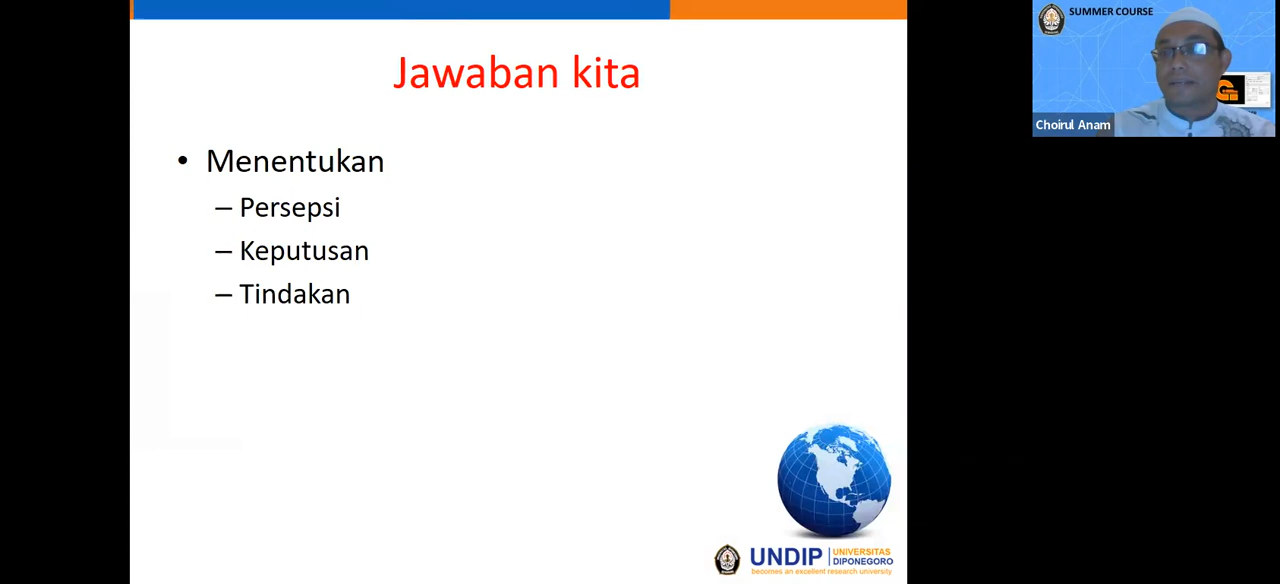 Jawaban kita
• Menentukan
– Persepsi
– Keputusan
– Tindakan
UNDIP
UNIVERSITAS
DIPONEGORO
becomes an excellent research university
SUMMER COURSE
Choirul Anam